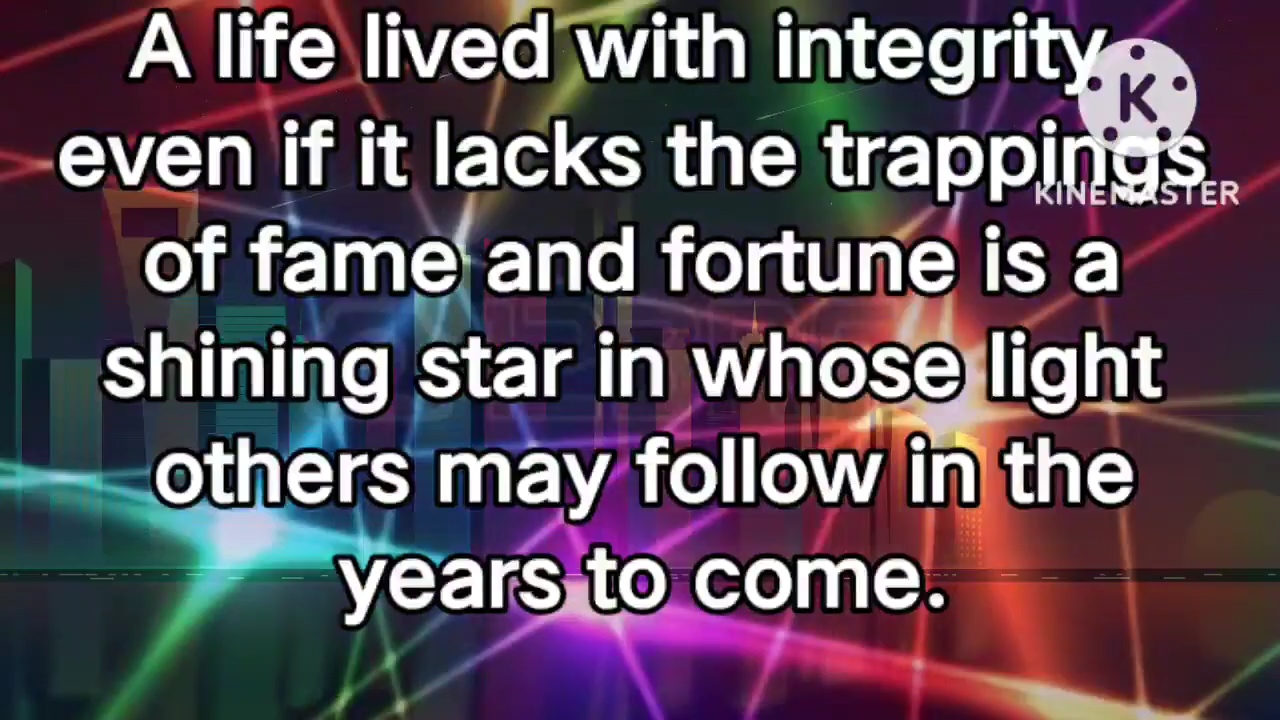 A life lived with integrity
even if it lacks the trappings
of fame and fortune is a
shining star in whose light
others may follow in the
years to come.
K
KINEMASTER